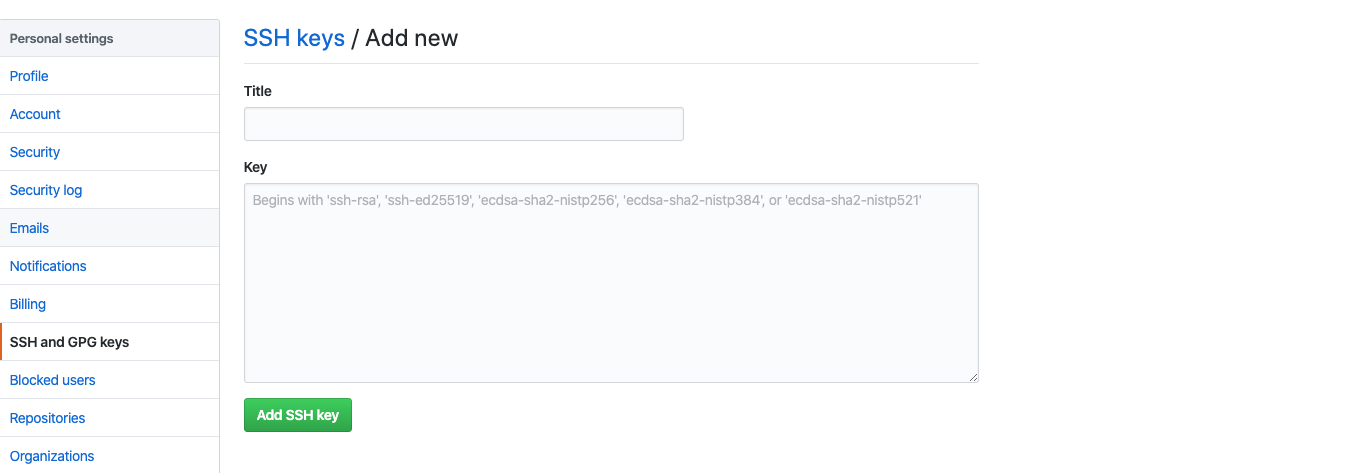 Personal settings
Profile
Account
Security
Security log
Emails
Notifications
Billing
SSH and GPG keys
Blocked users
Repositories
Organizations
SSH keys / Add new
Title
Key
Begins with 'ssh-rsa', 'ssh-ed25519', 'ecdsa-sha2-nistp256', 'ecdsa-sha2-nistp384', or 'ecdsa-sha2-nistp521'
Add SSH key